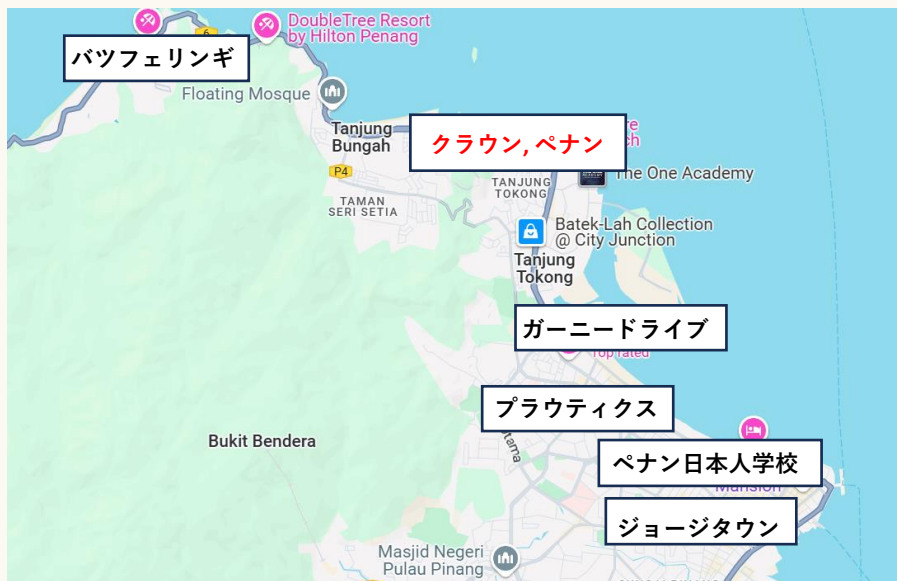 DoubleTree Resort
by Hilton Penang
6
バツフェリンギ
Floating Mosque
Tanjung
Bungah
クラウン, ペナン
P4
The One Academy
TANJUNG
TOKONG
TAMAN
SERI SETIA
Batek-Lah Collection
@ City Junction
Tanjung
Tokong
ガーニードライブ
Top rated
プラウティクス
Bukit Bendera
ペナン日本人学校
Mansion
ジョージタウン
Masjid Negeri
Pulau Pinang